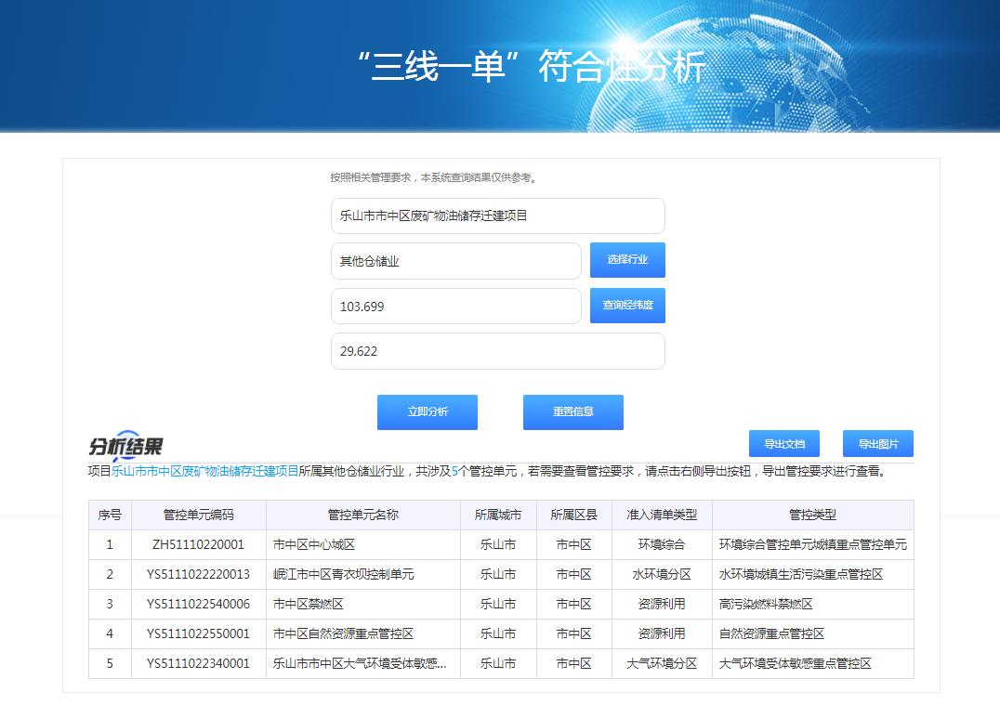 “三线一单”符合性分析
按照相关管理要求，本系统查询结果仅供参考。
乐山市市中区废矿物油储存迁建项目
其他仓储业 选择行业
103.699 查询经纬度
29.622
立即分析 重置信息
分析结果 导出文档 导出图片
项目乐山市市中区废矿物油储存迁建项目所属其他仓储业行业，共涉及5个管控单元，若需要查看管控要求，请点击右侧导出按钮，导出管控要求进行查看。
序号 管控单元编码 管控单元名称 所属城市 所属区县 准入清单类型 管控类型
1 ZH51110220001 市中区中心城区 乐山市 市中区 环境综合 环境综合管控单元城镇重点管控单元
2 YS5111022220013 岷江市中区青衣坝控制单元 乐山市 市中区 水环境分区 水环境城镇生活污染重点管控区
3 YS5111022540006 市中区禁燃区 乐山市 市中区 资源利用 高污染燃料禁燃区
4 YS5111022550001 市中区自然资源重点管控区 乐山市 市中区 资源利用 自然资源重点管控区
5 YS5111022340001 乐山市市中区大气环境受体敏感... 乐山市 市中区 大气环境分区 大气环境受体敏感重点管控区